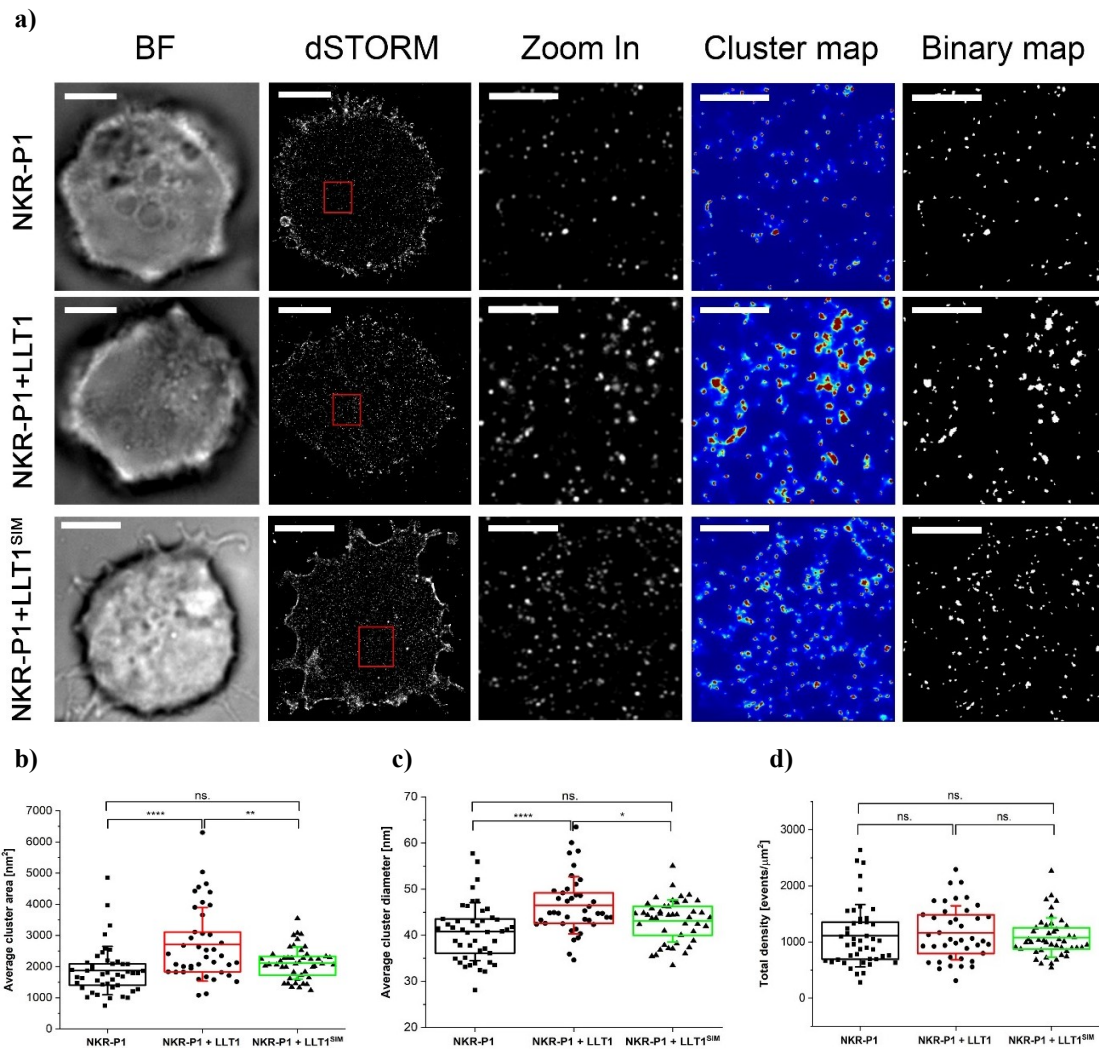 a)
BF dSTORM Zoom In Cluster map Binary map
NKR-P1
NKR-P1+LLT1
NKR-P1+LLT1SIM
b)
ns.
**** **
Average cluster area [nm2]
7000
6000
5000
4000
3000
2000
1000
0
NKR-P1 NKR-P1 + LLT1 NKR-P1 + LLT1SIM
c)
ns.
**** *
Average cluster diameter [nm]
70
60
50
40
30
20
NKR-P1 NKR-P1 + LLT1 NKR-P1 + LLT1SIM
d)
ns.
ns. ns.
Total density [events/µm2]
3000
2500
2000
1500
1000
500
0
NKR-P1 NKR-P1 + LLT1 NKR-P1 + LLT1SIM